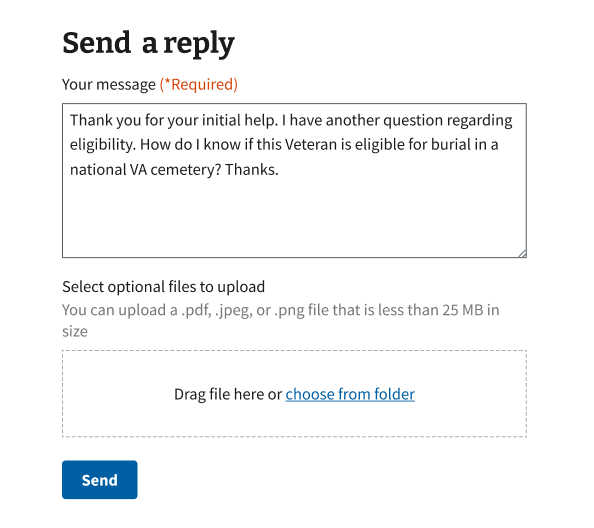 Send a reply
Your message (*Required)
Thank you for your initial help. I have another question regarding
eligibility. How do I know if this Veteran is eligible for burial in a
national VA cemetery? Thanks.
Select optional files to upload
You can upload a .pdf, .jpeg, or .png file that is less than 25 MB in
size
Drag file here or choose from folder
Send